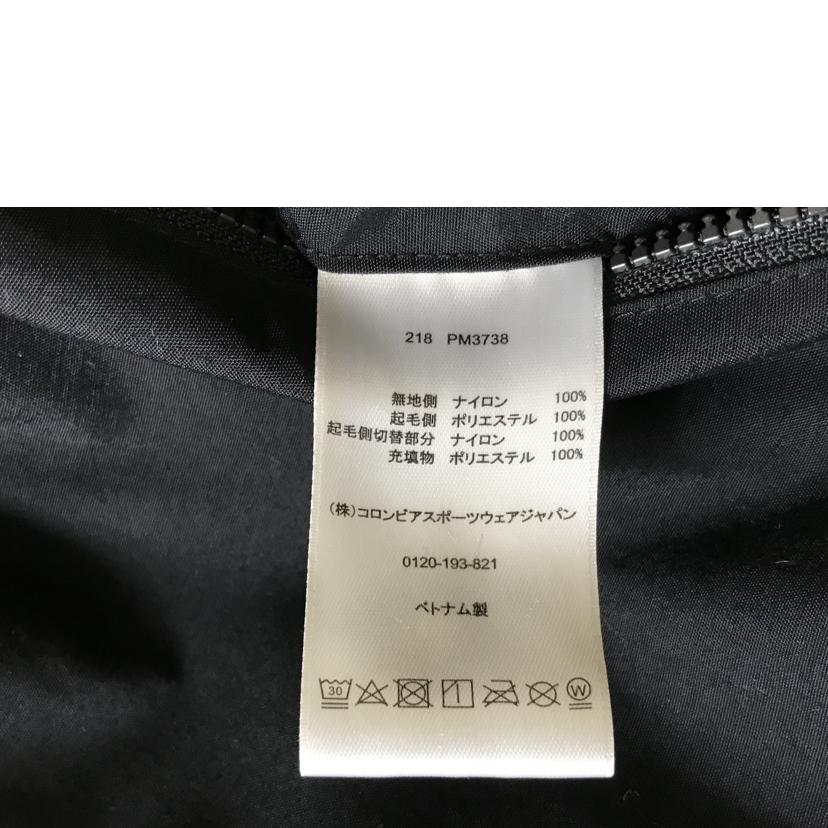 218 PM3738
無地側 ナイロン 100%
起毛側 ポリエステル 100%
起毛側切替部分 ナイロン 100%
充填物 ポリエステル 100%
(株)コロンビアスポーツウェアジャパン
0120-193-821
ベトナム製
30 W